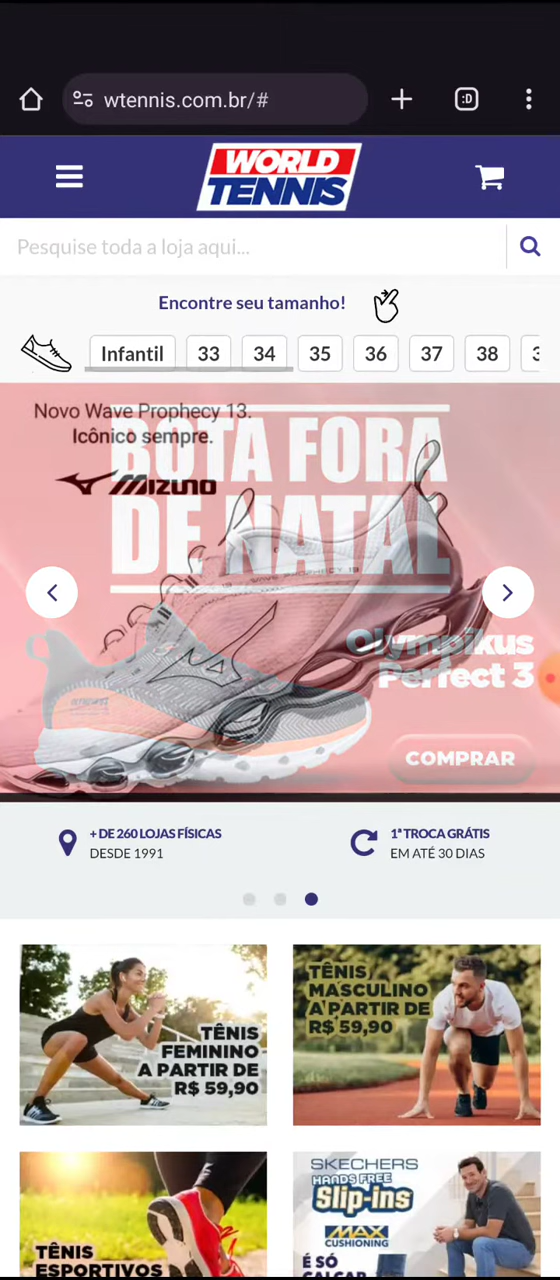 wtennis.com.br/#
:D
WORLD
TENNIS
Pesquise toda a loja aqui...
Encontre seu tamanho!
Infantil 33 34 35 36 37 38
Novo Wave Prophecy 13.
Icônico sempre.
MIZUNO
BOTA FORA
DE NATAL
Olympikus
Perfect 3
COMPRAR
+ DE 260 LOJAS FÍSICAS
DESDE 1991
1ª TROCA GRÁTIS
EM ATÉ 30 DIAS
TÊNIS
FEMININO
A PARTIR DE
R$ 59,90
TÊNIS
MASCULINO
A PARTIR DE
R$ 59,90
TÊNIS
ESPORTIVOS
SKECHERS
HANDS FREE
Slip-ins
MAX
CUSHIONING
É SÓ
CALÇAR